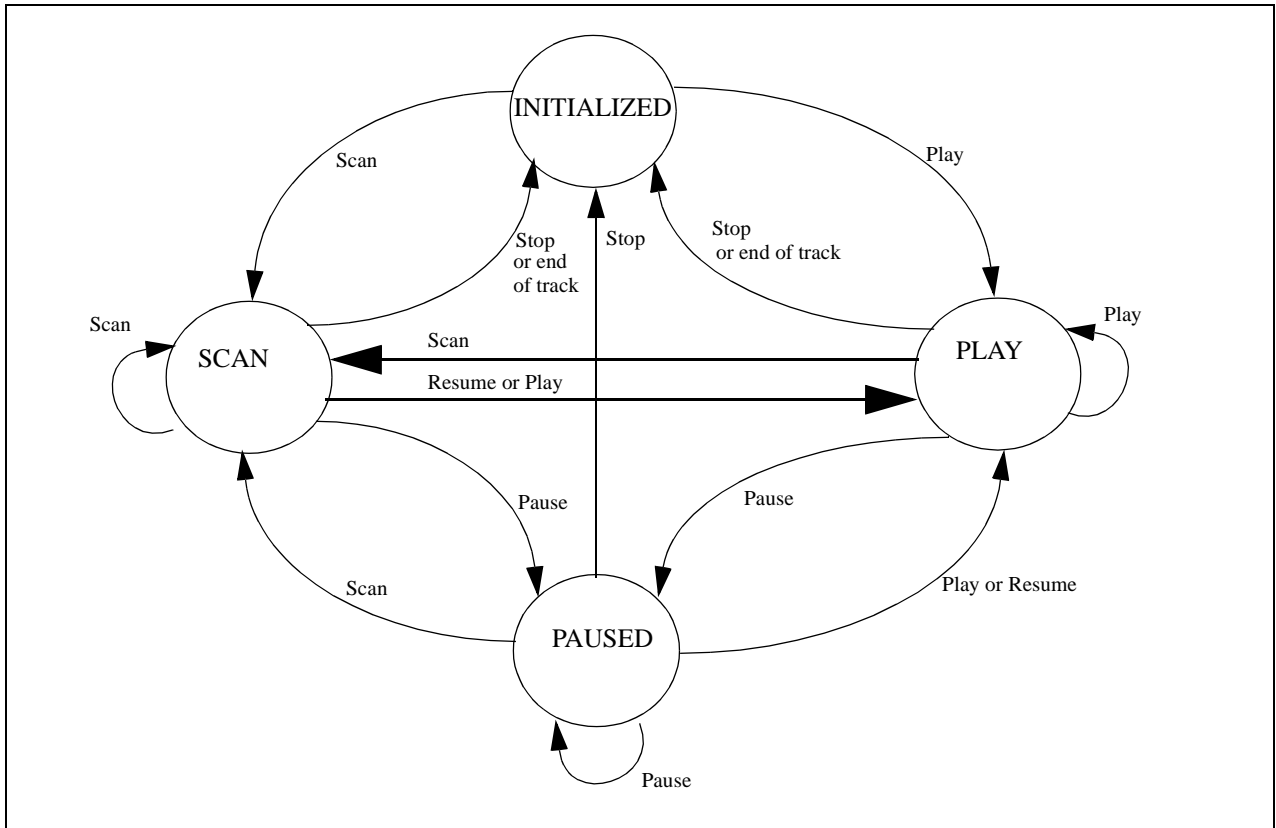 INITIALIZED
Scan
Play
Stop
or end
of track
Stop
Stop
or end of track
Scan
Play
SCAN
Scan
PLAY
Resume or Play
Pause
Pause
Scan
Play or Resume
PAUSED
Pause